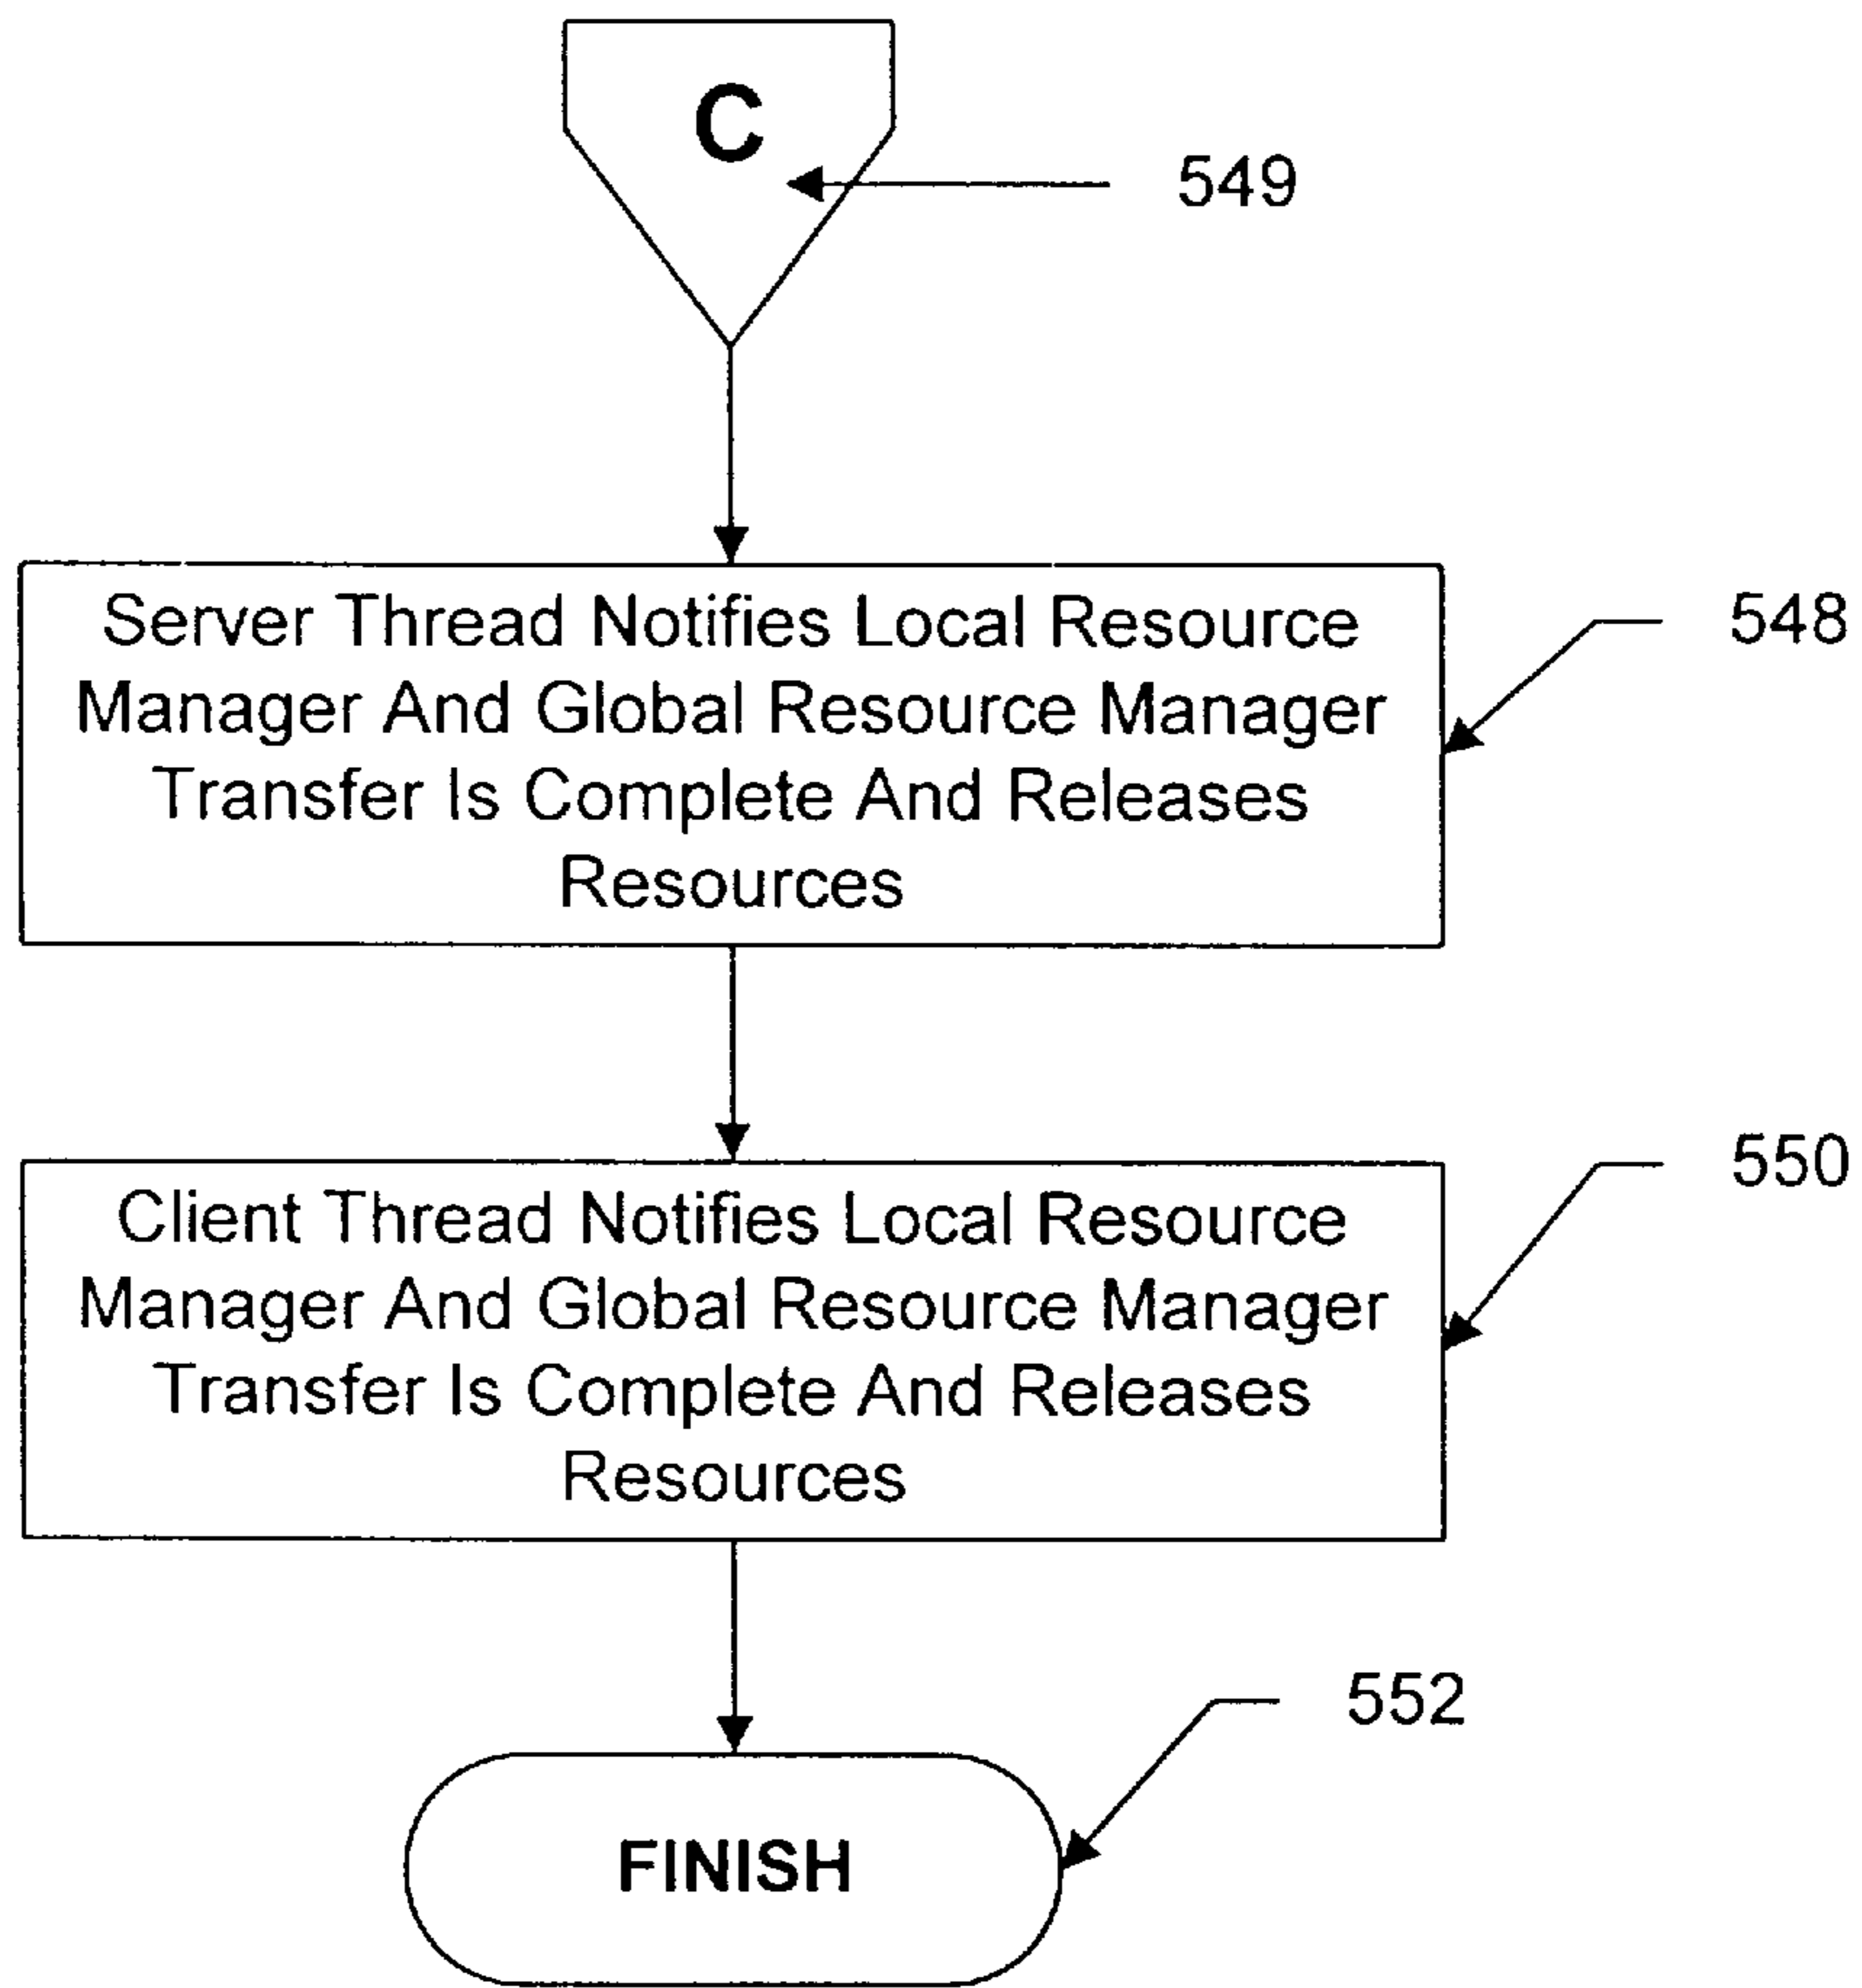 C
549
Server Thread Notifies Local Resource
Manager And Global Resource Manager
Transfer Is Complete And Releases
Resources
548
Client Thread Notifies Local Resource
Manager And Global Resource Manager
Transfer Is Complete And Releases
Resources
550
FINISH
552